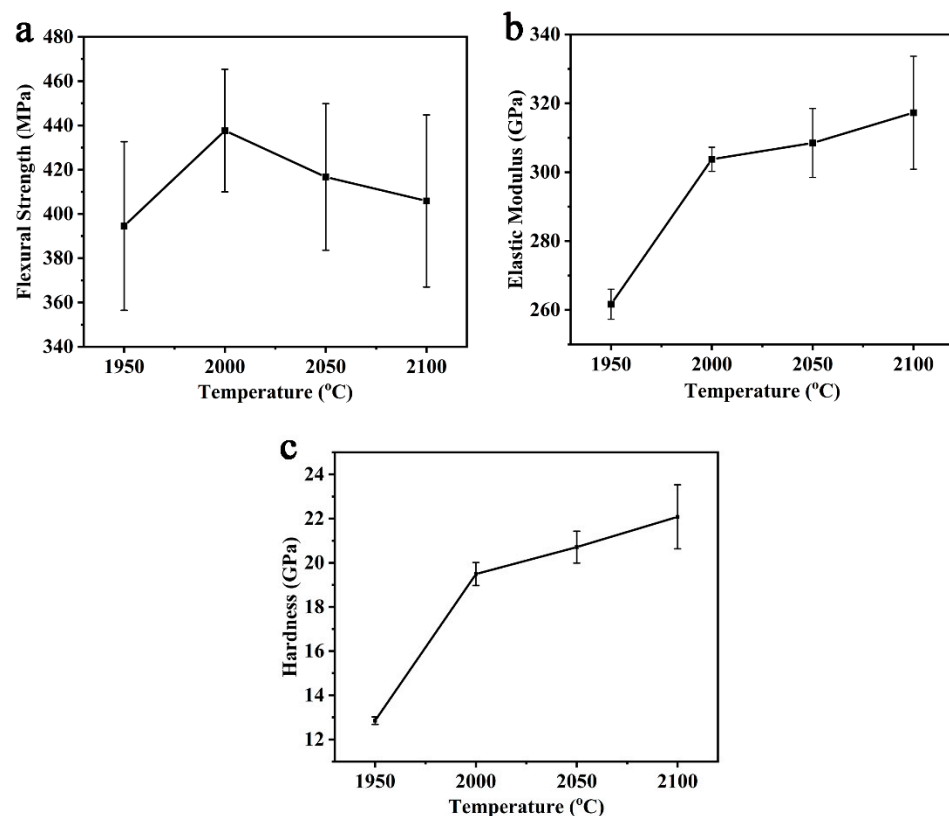 a
480
460
440
420
400
380
360
340
Flexural Strength (MPa)
1950 2000 2050 2100
Temperature (°C)
b
340
320
300
280
260
Elastic Modulus (GPa)
1950 2000 2050 2100
Temperature (°C)
c
24
22
20
18
16
14
12
Hardness (GPa)
1950 2000 2050 2100
Temperature (°C)